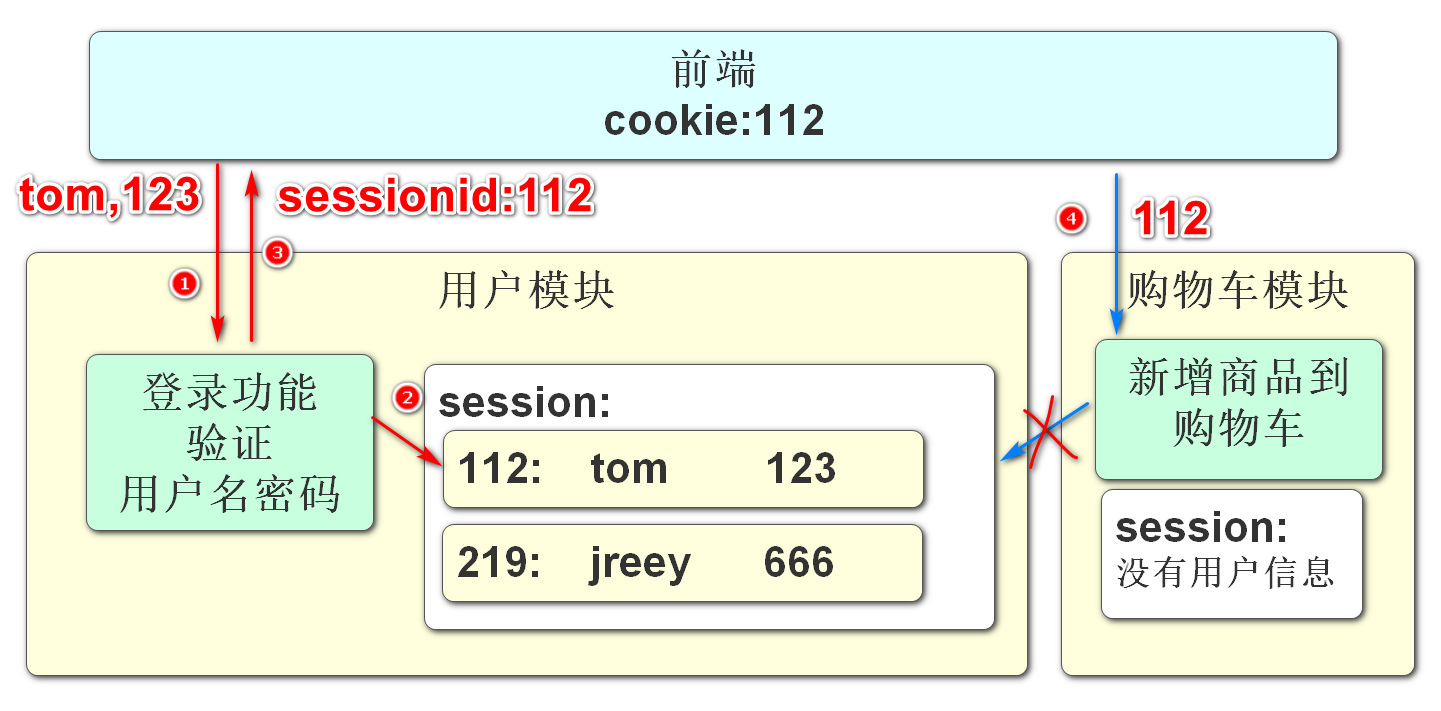 前端
cookie:112
tom,123
sessionid:112
④
112
①
③
用户模块
购物车模块
登录功能
验证
用户名密码
②
session:
112: tom 123
219: jreey 666
新增商品到
购物车
session:
没有用户信息